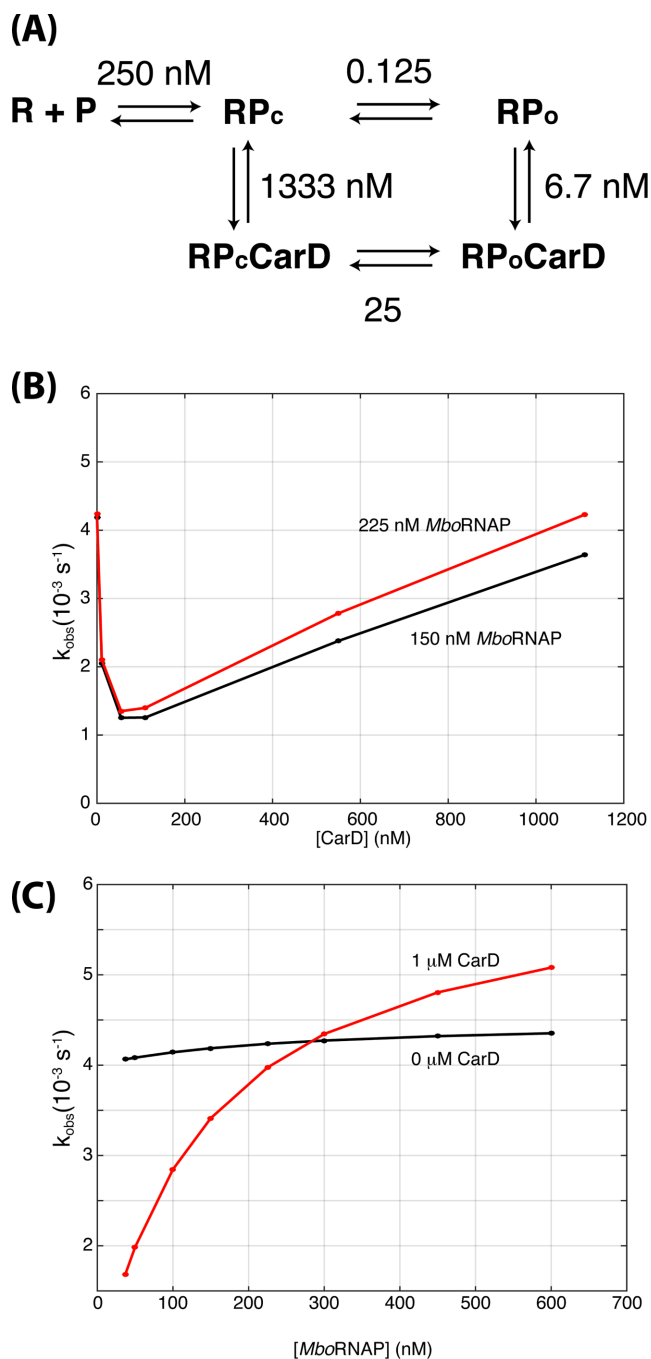 (A)
250 nM 0.125
R + P RPc RPo
1333 nM 6.7 nM
RPcCarD RPoCarD
25
(B)
6
5
4
3
2
1
0
kobs(10-3 s-1)
225 nM MboRNAP
150 nM MboRNAP
0 200 400 600 800 1000 1200
[CarD] (nM)
(C)
6
5
4
3
2
kobs(10-3 s-1)
1 μM CarD
0 μM CarD
0 100 200 300 400 500 600 700
[MboRNAP] (nM)